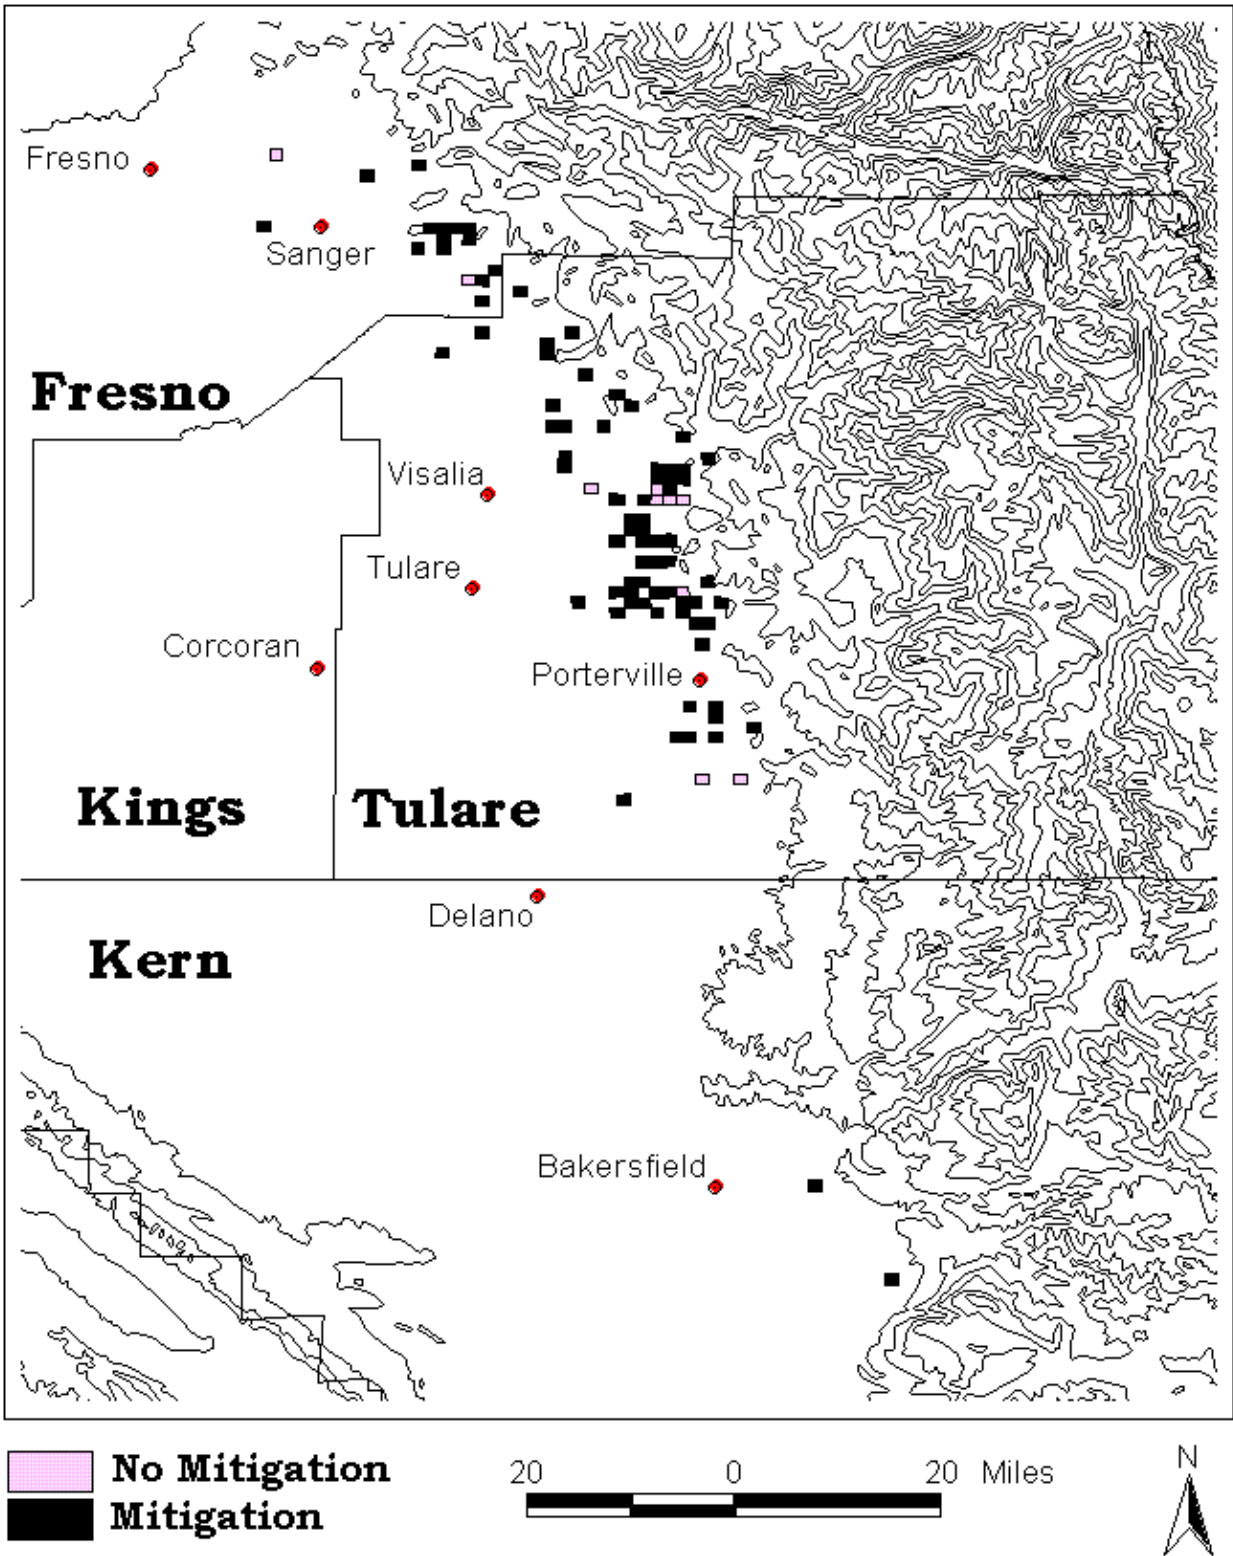 Fresno
Sanger
Fresno
Visalia
Tulare
Corcoran
Porterville
Kings
Tulare
Delano
Kern
Bakersfield
No Mitigation
Mitigation
20 0 20 Miles
N